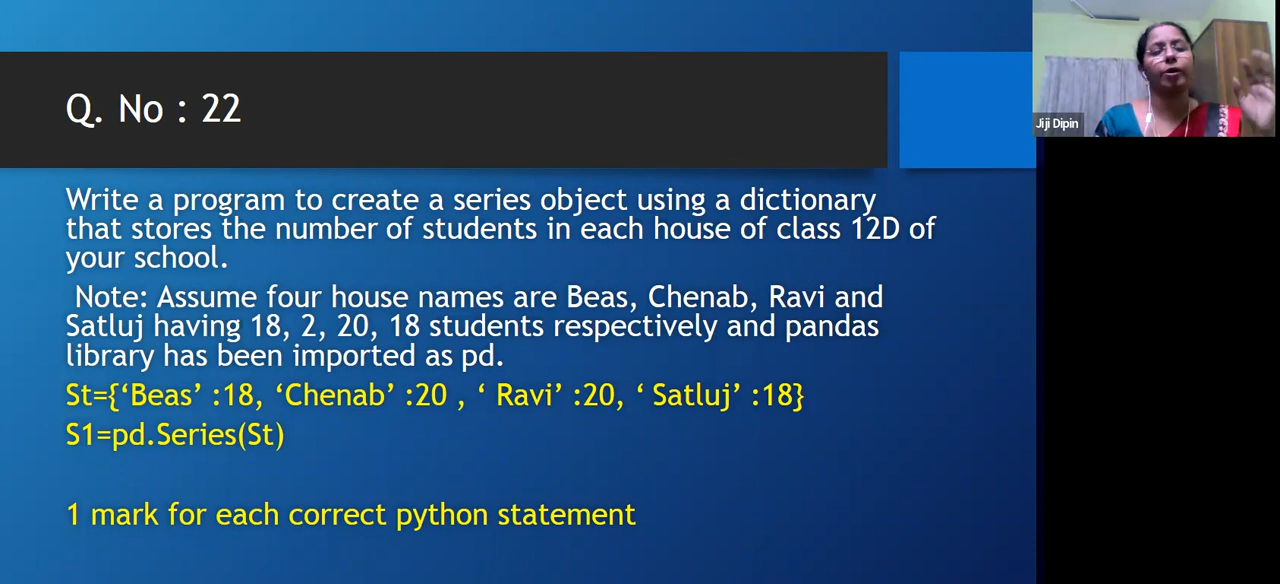 Q. No : 22
Jiji Dipin
Write a program to create a series object using a dictionary
that stores the number of students in each house of class 12D of
your school.
Note: Assume four house names are Beas, Chenab, Ravi and
Satluj having 18, 2, 20, 18 students respectively and pandas
library has been imported as pd.
St={‘Beas’ :18, ‘Chenab’ :20 , ‘ Ravi’ :20, ‘ Satluj’ :18}
S1=pd.Series(St)
1 mark for each correct python statement